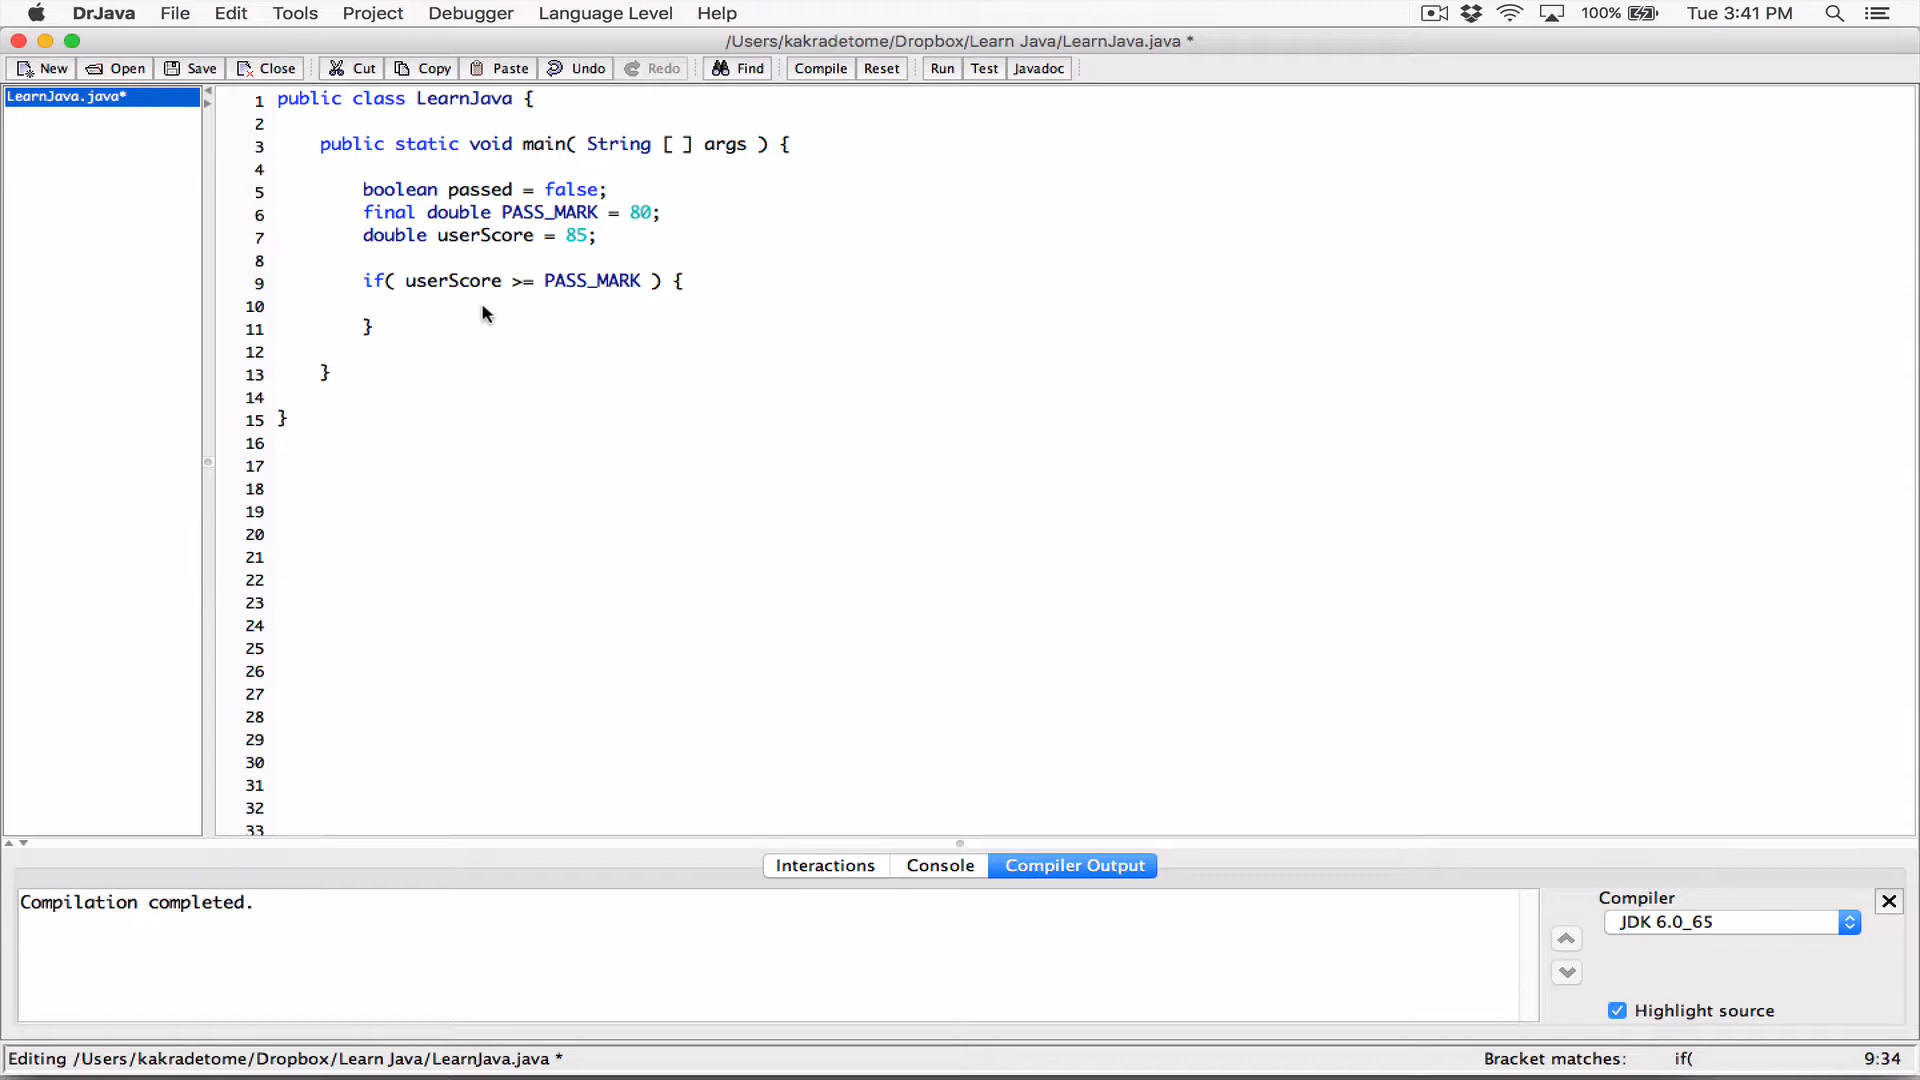 DrJava File Edit Tools Project Debugger Language Level Help 100% Tue 3:41 PM
/Users/kakradetome/Dropbox/Learn Java/LearnJava.java *
New Open Save Close Cut Copy Paste Undo Redo Find Compile Reset Run Test Javadoc
LearnJava.java*
1 public class LearnJava {
2
3 public static void main( String [ ] args ) {
4
5 boolean passed = false;
6 final double PASS_MARK = 80;
7 double userScore = 85;
8
9 if( userScore >= PASS_MARK ) {
10
11 }
12
13 }
14
15 }
16
17
18
19
20
21
22
23
24
25
26
27
28
29
30
31
32
33
Interactions Console Compiler Output
Compilation completed.
Compiler
JDK 6.0_65
Highlight source
Editing /Users/kakradetome/Dropbox/Learn Java/LearnJava.java * Bracket matches: if( 9:34